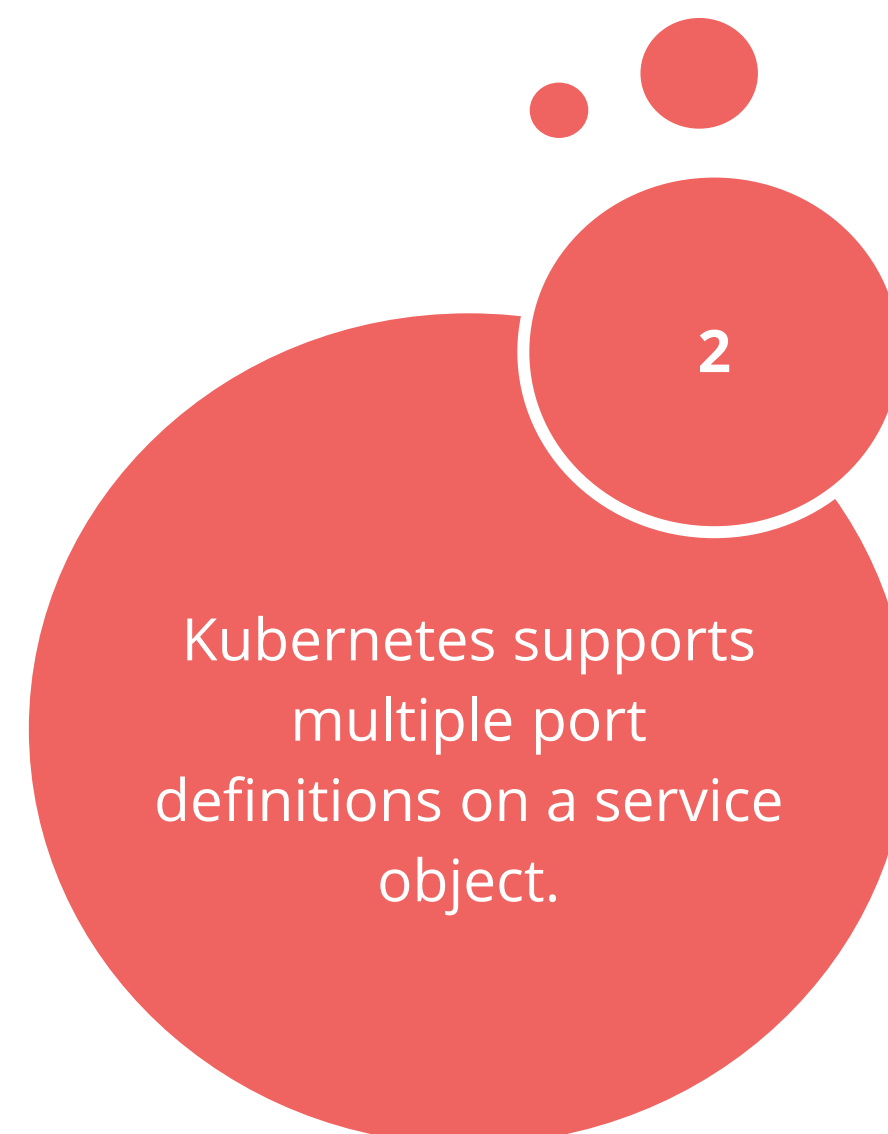 2
Kubernetes supports
multiple port
definitions on a service
object.